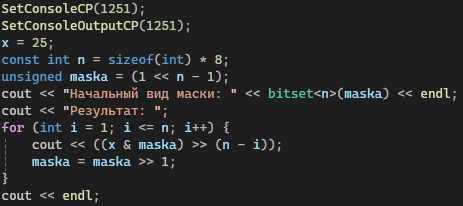 SetConsoleCP(1251);
SetConsoleOutputCP(1251);
x = 25;
const int n = sizeof(int) * 8;
unsigned maska = (1 << n - 1);
cout << "Начальный вид маски: " << bitset<n>(maska) << endl;
cout << "Результат: ";
for (int i = 1; i <= n; i++) {
    cout << ((x & maska) >> (n - i));
    maska = maska >> 1;
}
cout << endl;